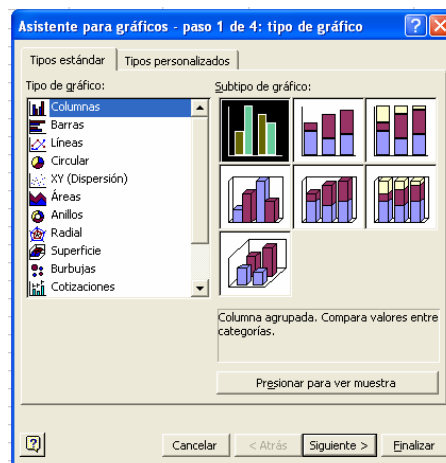 Asistente para gráficos - paso 1 de 4: tipo de gráfico
Tipos estándar
Tipos personalizados
Tipo de gráfico:
Columnas
Barras
Líneas
Circular
XY (Dispersión)
Áreas
Anillos
Radial
Superficie
Burbujas
Cotizaciones
Subtipo de gráfico:
Columna agrupada. Compara valores entre
categorías.
Presionar para ver muestra
Cancelar
< Atrás
Siguiente >
Finalizar